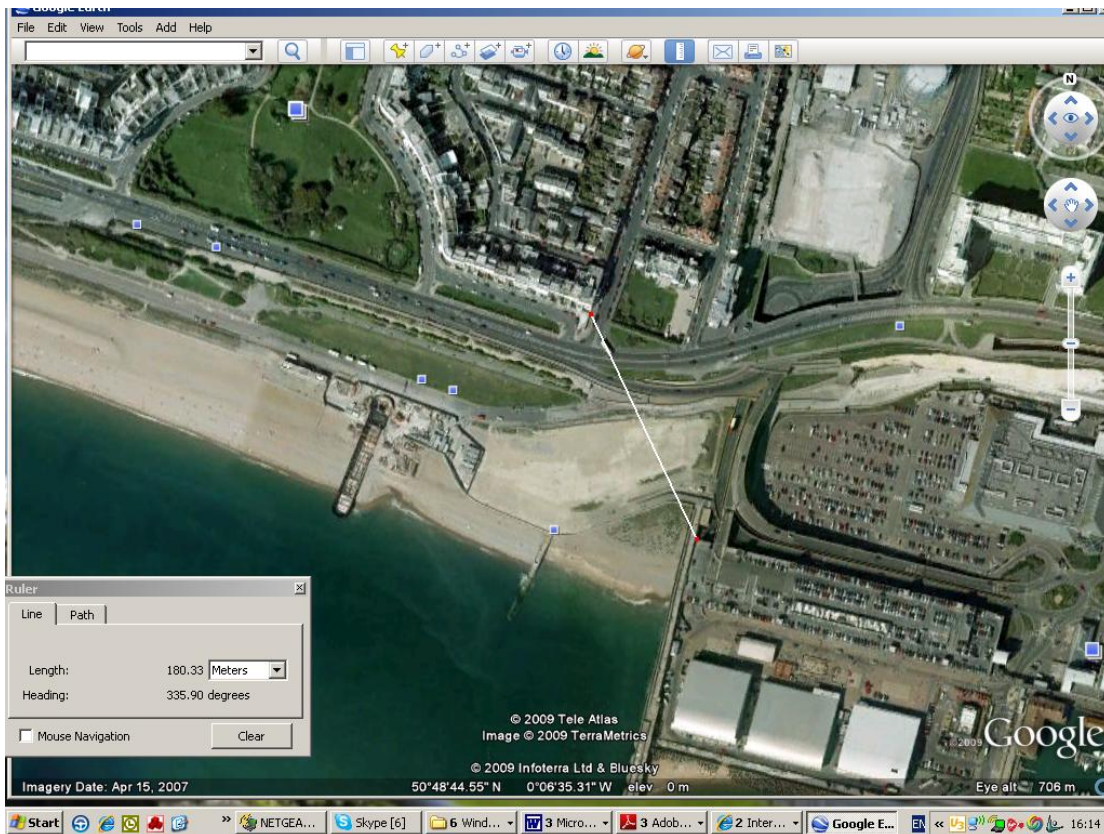 Google Earth
File Edit View Tools Add Help
N
Ruler
Line Path
Length: 180.33 Meters
Heading: 335.90 degrees
Mouse Navigation Clear
© 2009 Tele Atlas
Image © 2009 TerraMetrics
© 2009 Infoterra Ltd & Bluesky
© 2009 Google
Imagery Date: Apr 15, 2007 50°48'44.55" N 0°06'35.31" W elev 0 m Eye alt 706 m
Start » NETGEA... Skype [6] 6 Wind... 3 Micro... 3 Adob... 2 Inter... Google E... EN « 16:14